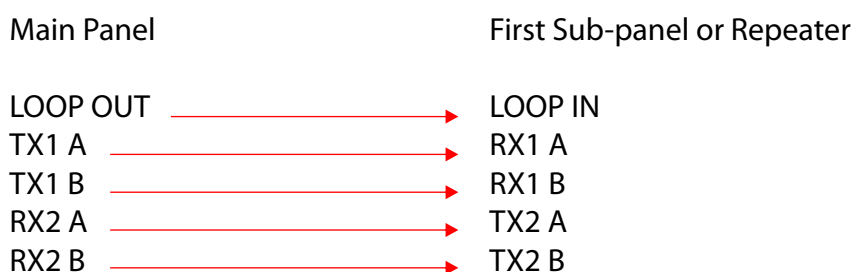 Main Panel First Sub-panel or Repeater
LOOP OUT LOOP IN
TX1 A RX1 A
TX1 B RX1 B
RX2 A TX2 A
RX2 B TX2 B